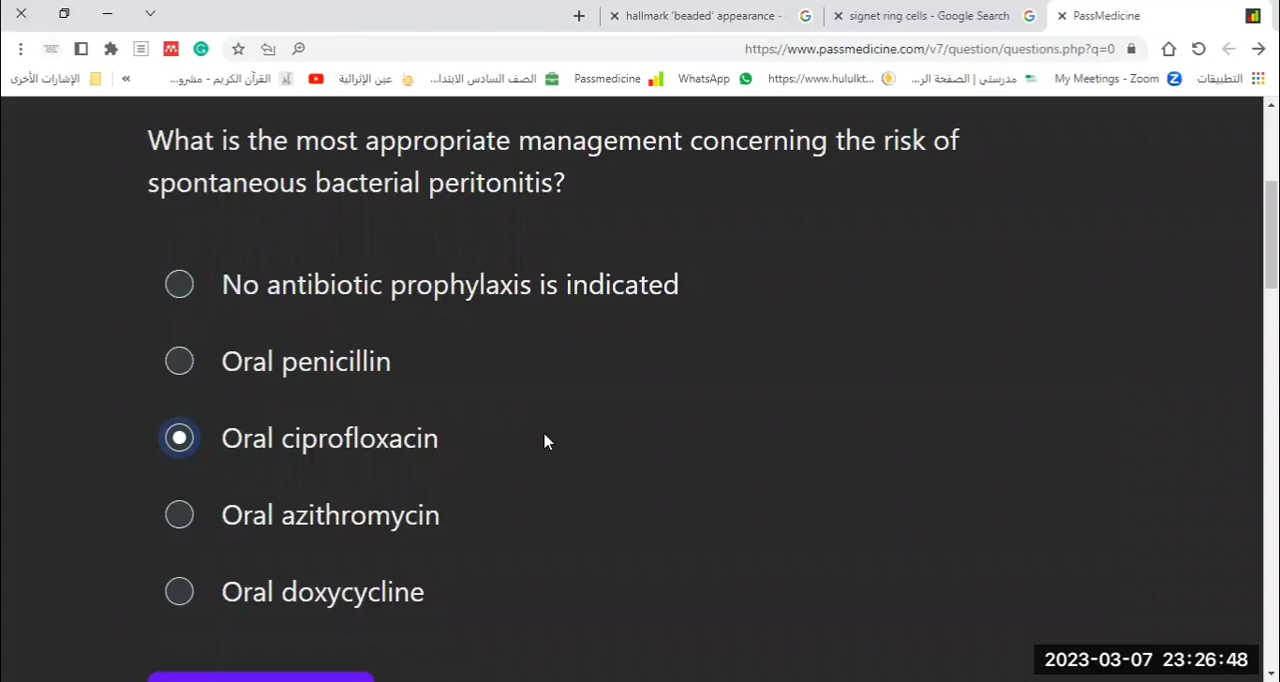 hallmark 'beaded' appearance -
signet ring cells - Google Search
PassMedicine
https://www.passmedicine.com/v7/question/questions.php?q=0
الإشارات الأخرى
القرآن الكريم - مشرو...
عين الإثرائية
الصف السادس الابتدا...
Passmedicine
WhatsApp
https://www.hululkt...
مدرستي | الصفحة الر...
My Meetings - Zoom
التطبيقات
What is the most appropriate management concerning the risk of
spontaneous bacterial peritonitis?
No antibiotic prophylaxis is indicated
Oral penicillin
Oral ciprofloxacin
Oral azithromycin
Oral doxycycline
2023-03-07 23:26:48